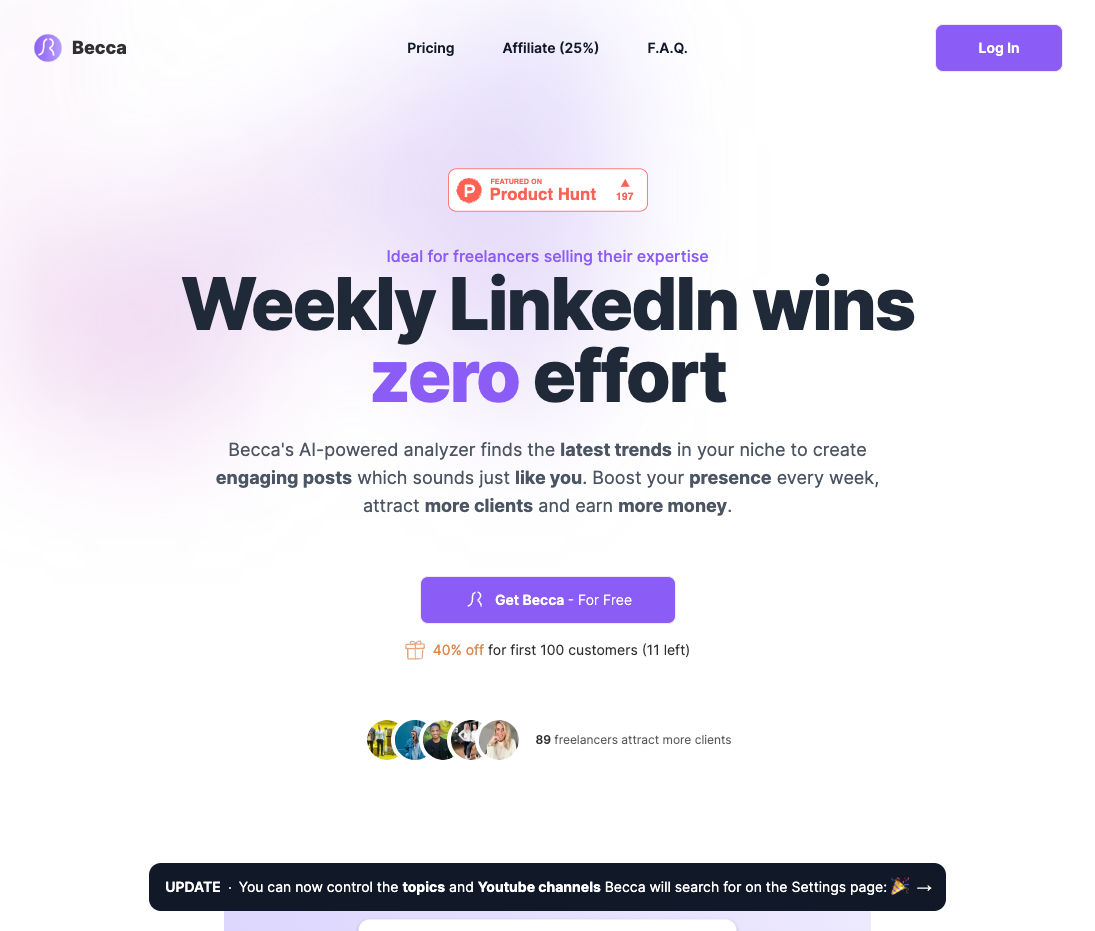 Becca
Pricing
Affiliate (25%)
F.A.Q.
Log In
FEATURED ON
Product Hunt
197
Ideal for freelancers selling their expertise
Weekly LinkedIn wins
zero effort
Becca's AI-powered analyzer finds the latest trends in your niche to create
engaging posts which sounds just like you. Boost your presence every week,
attract more clients and earn more money.
Get Becca - For Free
40% off for first 100 customers (11 left)
89 freelancers attract more clients
UPDATE · You can now control the topics and Youtube channels Becca will search for on the Settings page: 🎉 →